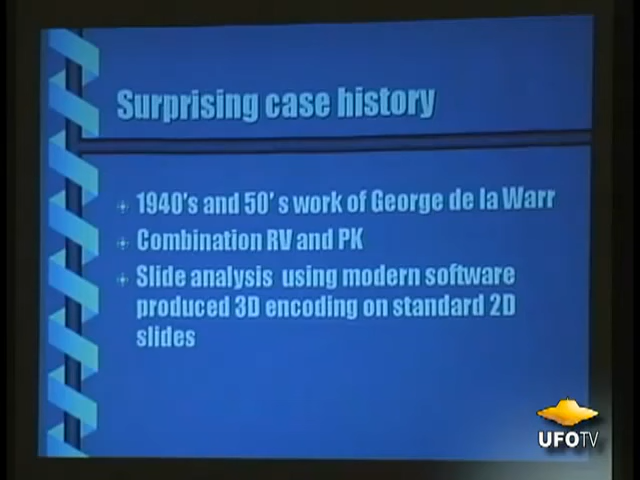 Surprising case history
1940's and 50' s work of George de la Warr
Combination RV and PK
Slide analysis using modern software
produced 3D encoding on standard 2D
slides
UFOTV